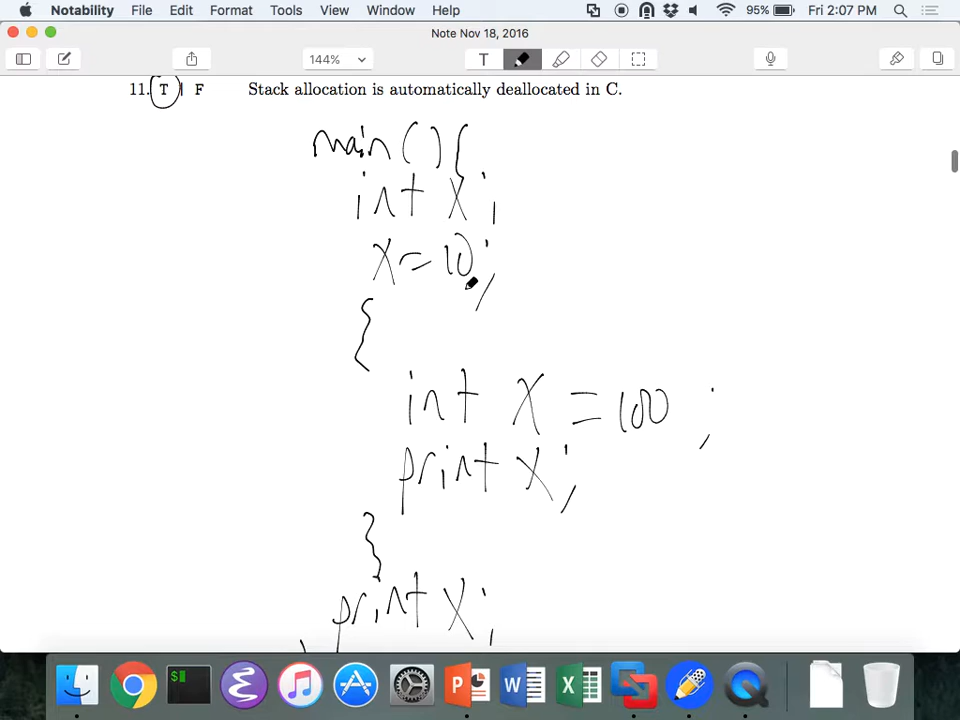 Notability File Edit Format Tools View Window Help 95% Fri 2:07 PM
Note Nov 18, 2016
144% T
11. T | F Stack allocation is automatically deallocated in C.
main(){
int x;
x=10;
{
int x = 100;
print x;
}
print x;
$
P W X